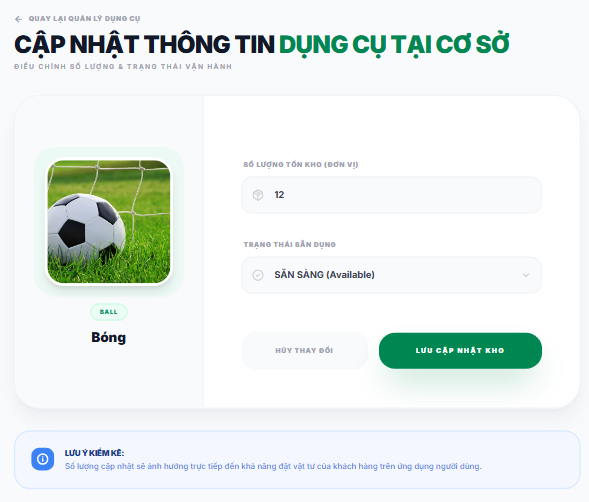 ← QUAY LẠI QUẢN LÝ DỤNG CỤ
CẬP NHẬT THÔNG TIN DỤNG CỤ TẠI CƠ SỞ
ĐIỀU CHỈNH SỐ LƯỢNG & TRẠNG THÁI VẬN HÀNH
SỐ LƯỢNG TỒN KHO (ĐƠN VỊ)
12
TRẠNG THÁI SẴN DỤNG
SẴN SÀNG (Available)
BALL
Bóng
HỦY THAY ĐỔI
LƯU CẬP NHẬT KHO
LƯU Ý KIỂM KÊ:
Số lượng cập nhật sẽ ảnh hưởng trực tiếp đến khả năng đặt vật tư của khách hàng trên ứng dụng người dùng.